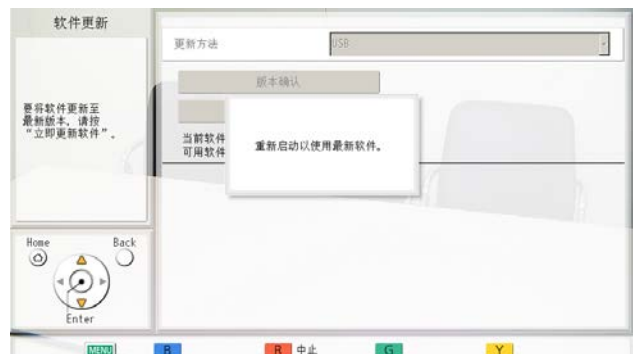 软件更新
更新方法
USB
版本确认
要将软件更新至
最新版本，请按
“立即更新软件”。
当前软件
可用软件
重新启动以使用最新软件。
Home
Back
Enter
MENU
B
R 中止
G
Y